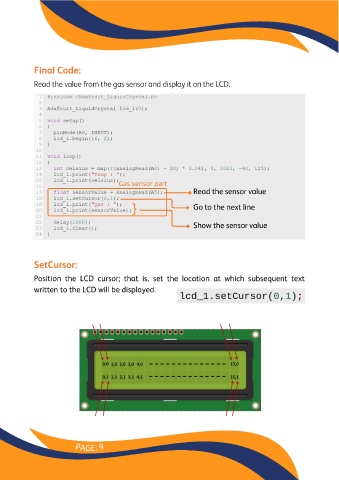 Final Code:
Read the value from the gas sensor and display it on the LCD.
1 #include <Adafruit_LiquidCrystal.h>
2
3 Adafruit_LiquidCrystal lcd_1(0);
4
5 void setup()
6 {
7 pinMode(A0, INPUT);
8 lcd_1.begin(16, 2);
9 }
10
11 void loop()
12 {
13 int celsius = map(((analogRead(A0) - 20) * 3.04), 0, 1023, -40, 125);
14 lcd_1.print("Temp : ");
15 lcd_1.print(celsius);
Gas sensor part
16
17 float sensorValue = analogRead(A5);
Read the sensor value
18 lcd_1.setCursor(0,1);
19 lcd_1.print("gas : ");
Go to the next line
20 lcd_1.print(sensorValue);
21
22 delay(1000);
Show the sensor value
23 lcd_1.clear();
24 }
SetCursor:
Position the LCD cursor; that is, set the location at which subsequent text
written to the LCD will be displayed.
lcd_1.setCursor(0,1);
0,0 1,0 2,0 3,0 4,0 15,0
0,1 1,1 2,1 3,1 4,1 15,1
PAGE: 9